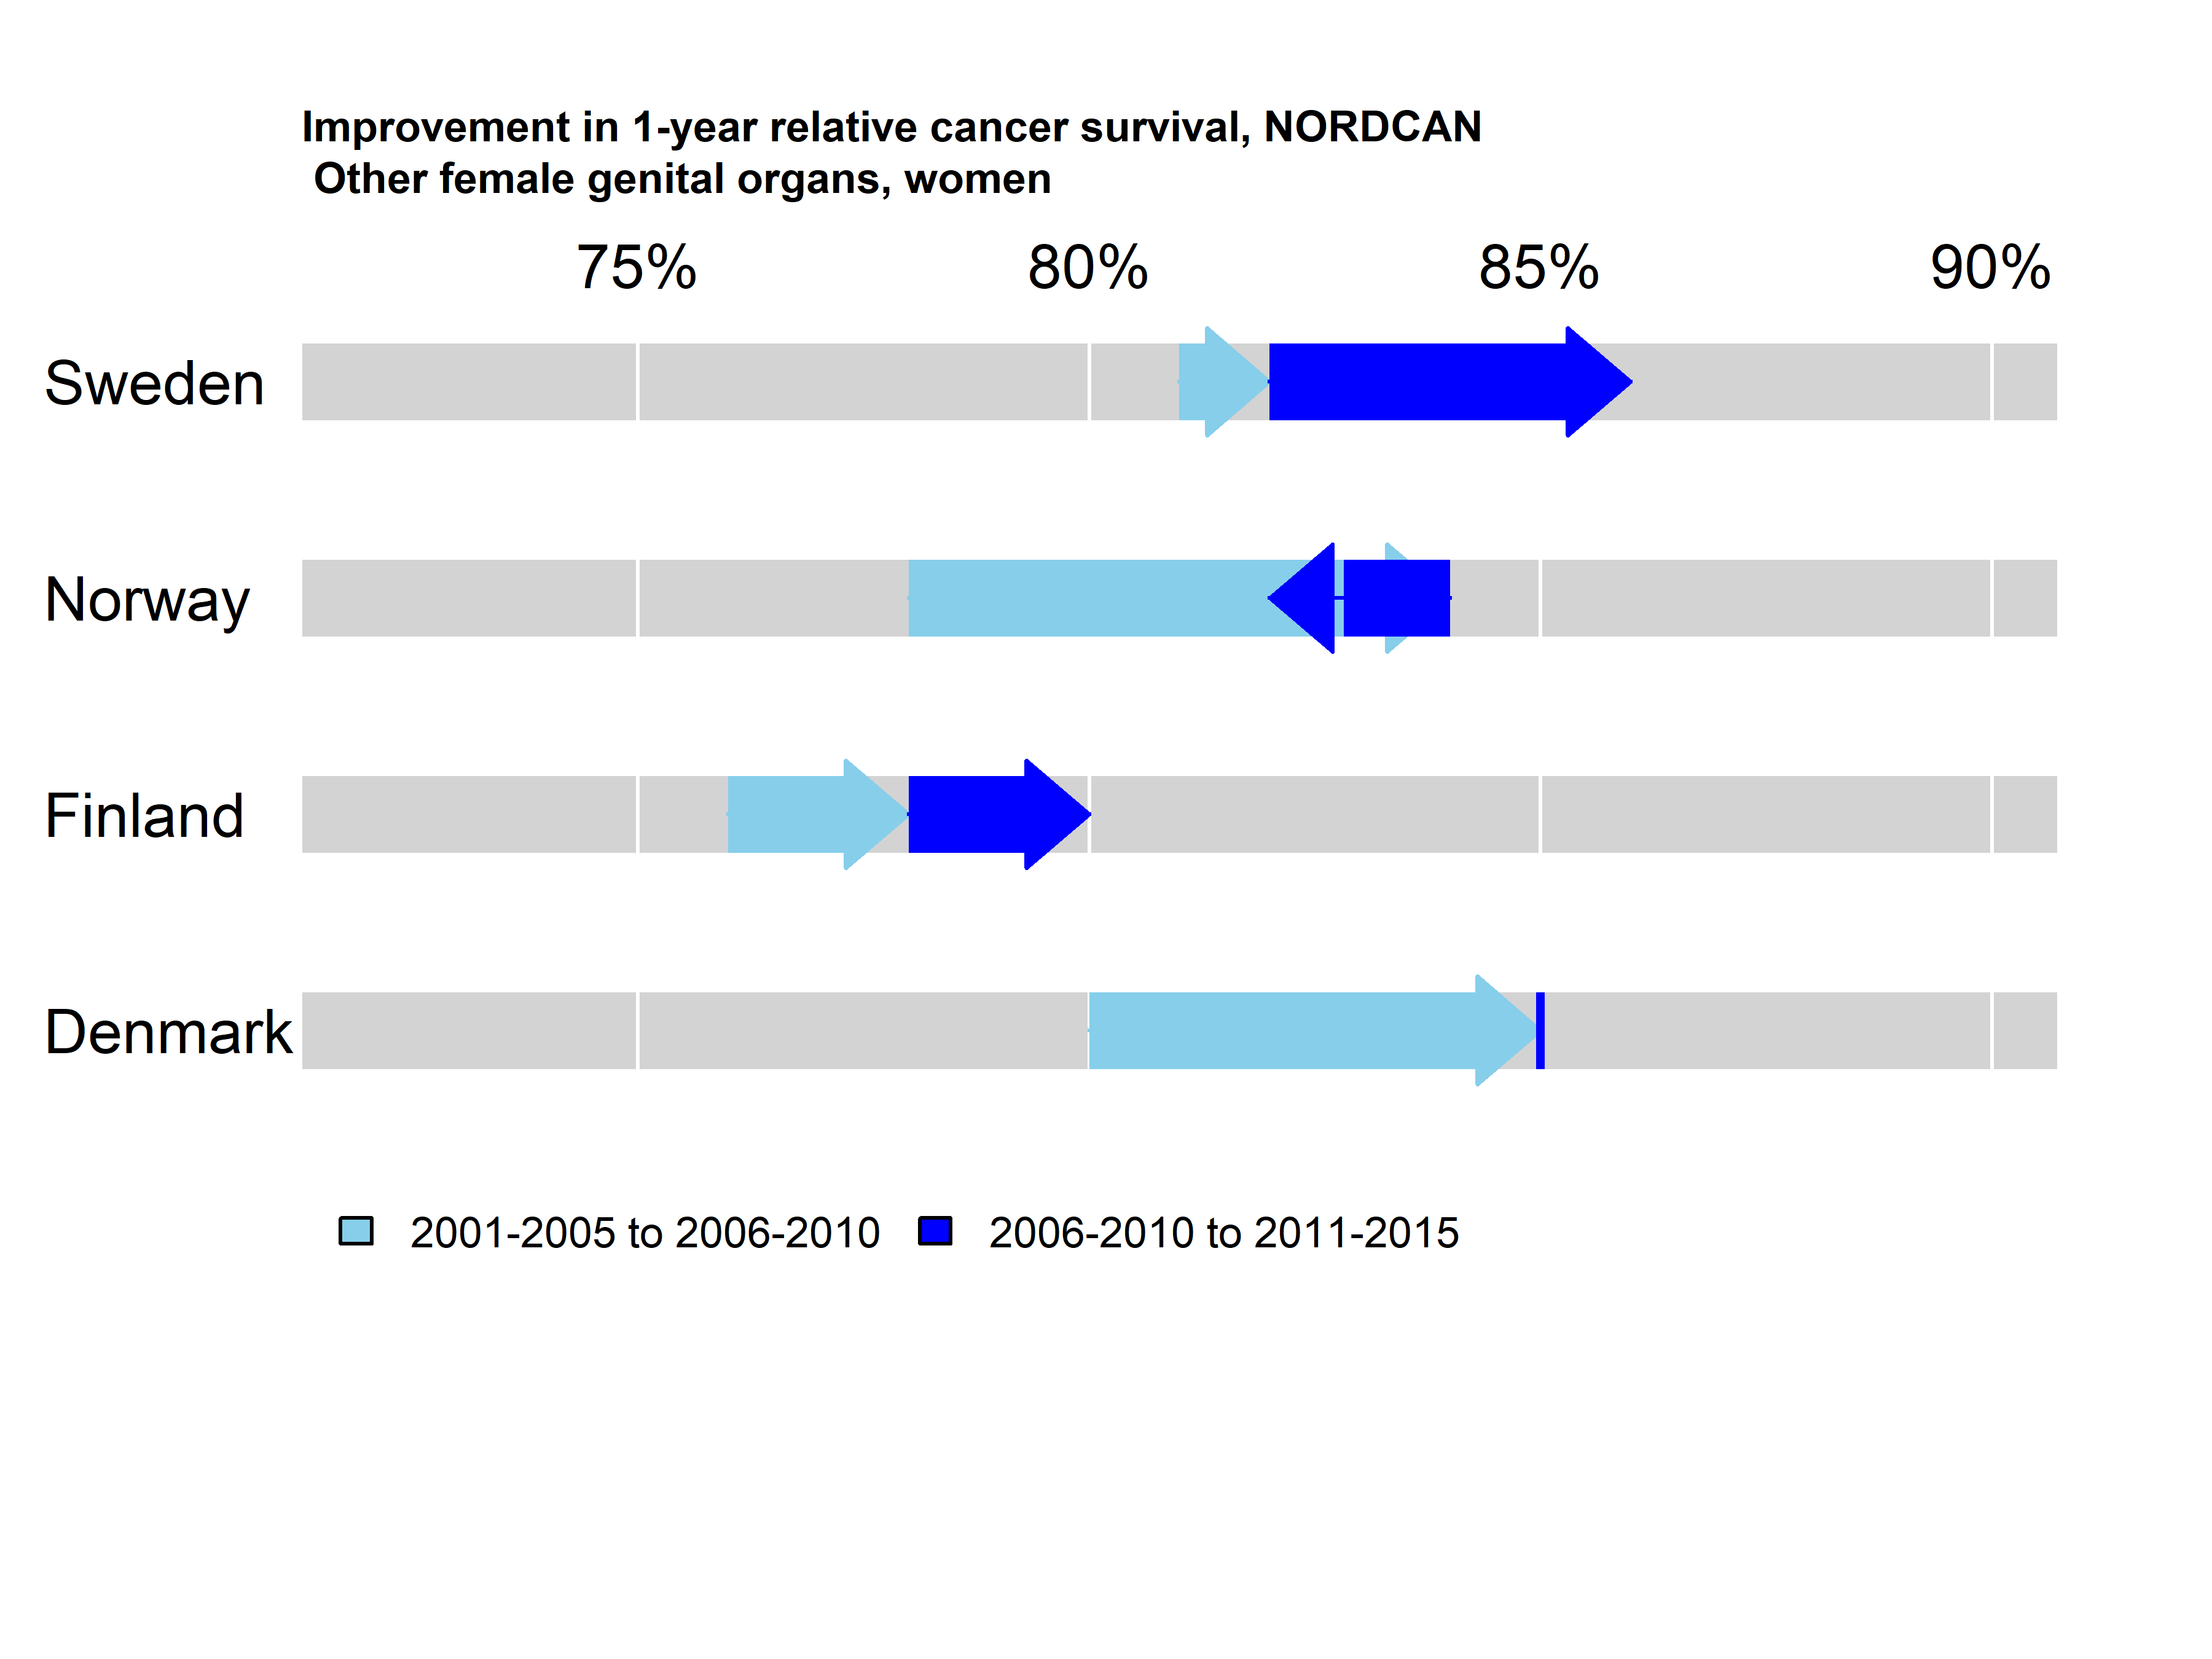 Improvement in 1-year relative cancer survival, NORDCAN
Other female genital organs, women
75% 80% 85% 90%
Sweden
Norway
Finland
Denmark
2001-2005 to 2006-2010 2006-2010 to 2011-2015